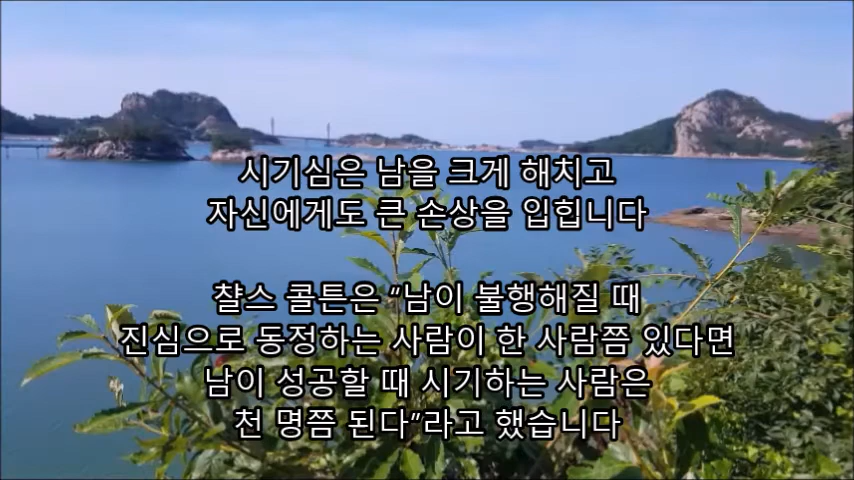 시기심은 남을 크게 해치고
자신에게도 큰 손상을 입힙니다
챨스 콜튼은 “남이 불행해질 때
진심으로 동정하는 사람이 한 사람쯤 있다면
남이 성공할 때 시기하는 사람은
천 명쯤 된다”라고 했습니다